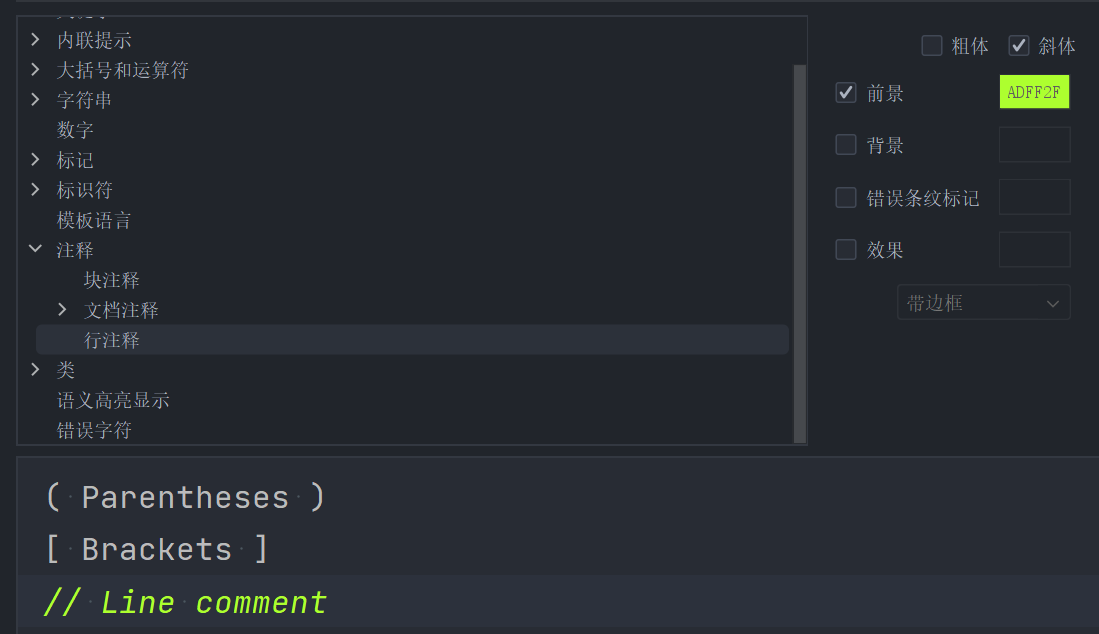 内联提示
大括号和运算符
字符串
数字
标记
标识符
模板语言
注释
块注释
文档注释
行注释
类
语义高亮显示
错误字符
粗体 斜体
前景 ADFF2F
背景
错误条纹标记
效果
带边框
( Parentheses )
[ Brackets ]
// Line comment